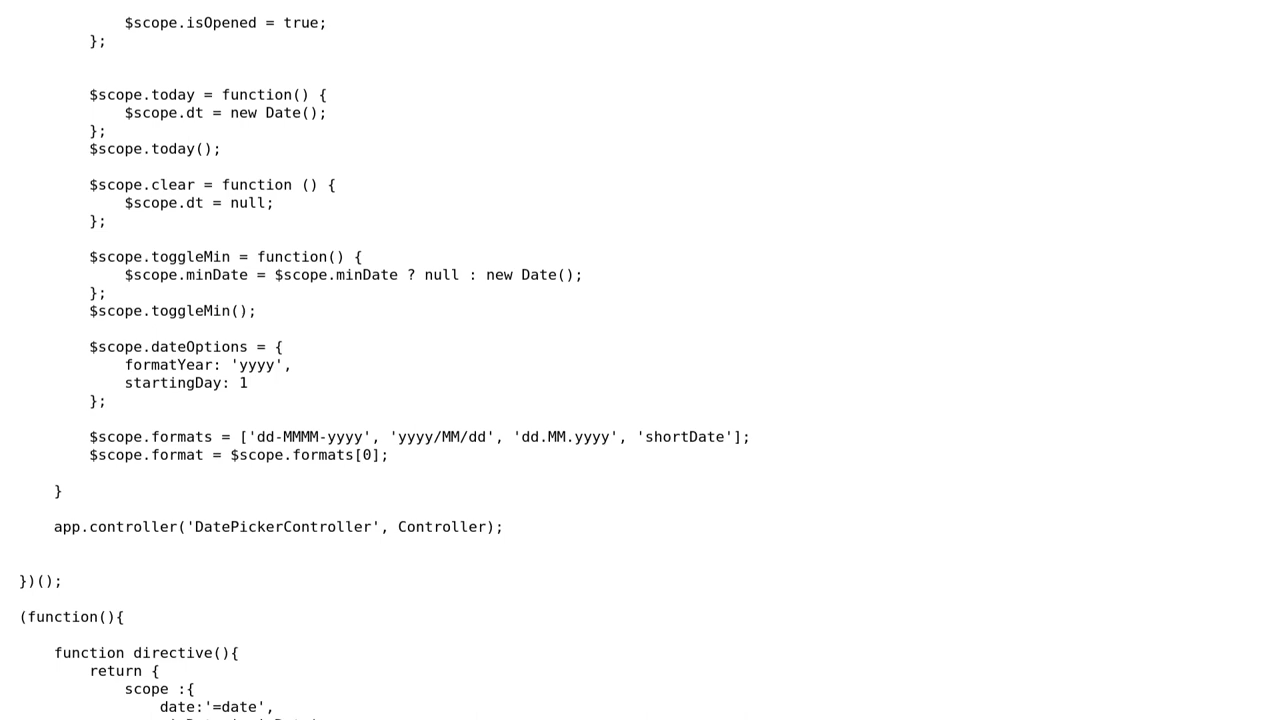 $scope.isOpened = true;
        };
        $scope.today = function() {
            $scope.dt = new Date();
        };
        $scope.today();
        $scope.clear = function () {
            $scope.dt = null;
        };
        $scope.toggleMin = function() {
            $scope.minDate = $scope.minDate ? null : new Date();
        };
        $scope.toggleMin();
        $scope.dateOptions = {
            formatYear: 'yyyy',
            startingDay: 1
        };
        $scope.formats = ['dd-MMMM-yyyy', 'yyyy/MM/dd', 'dd.MM.yyyy', 'shortDate'];
        $scope.format = $scope.formats[0];
    }
    app.controller('DatePickerController', Controller);
})();
(function(){
    function directive(){
        return {
            scope :{
                date:'=date',